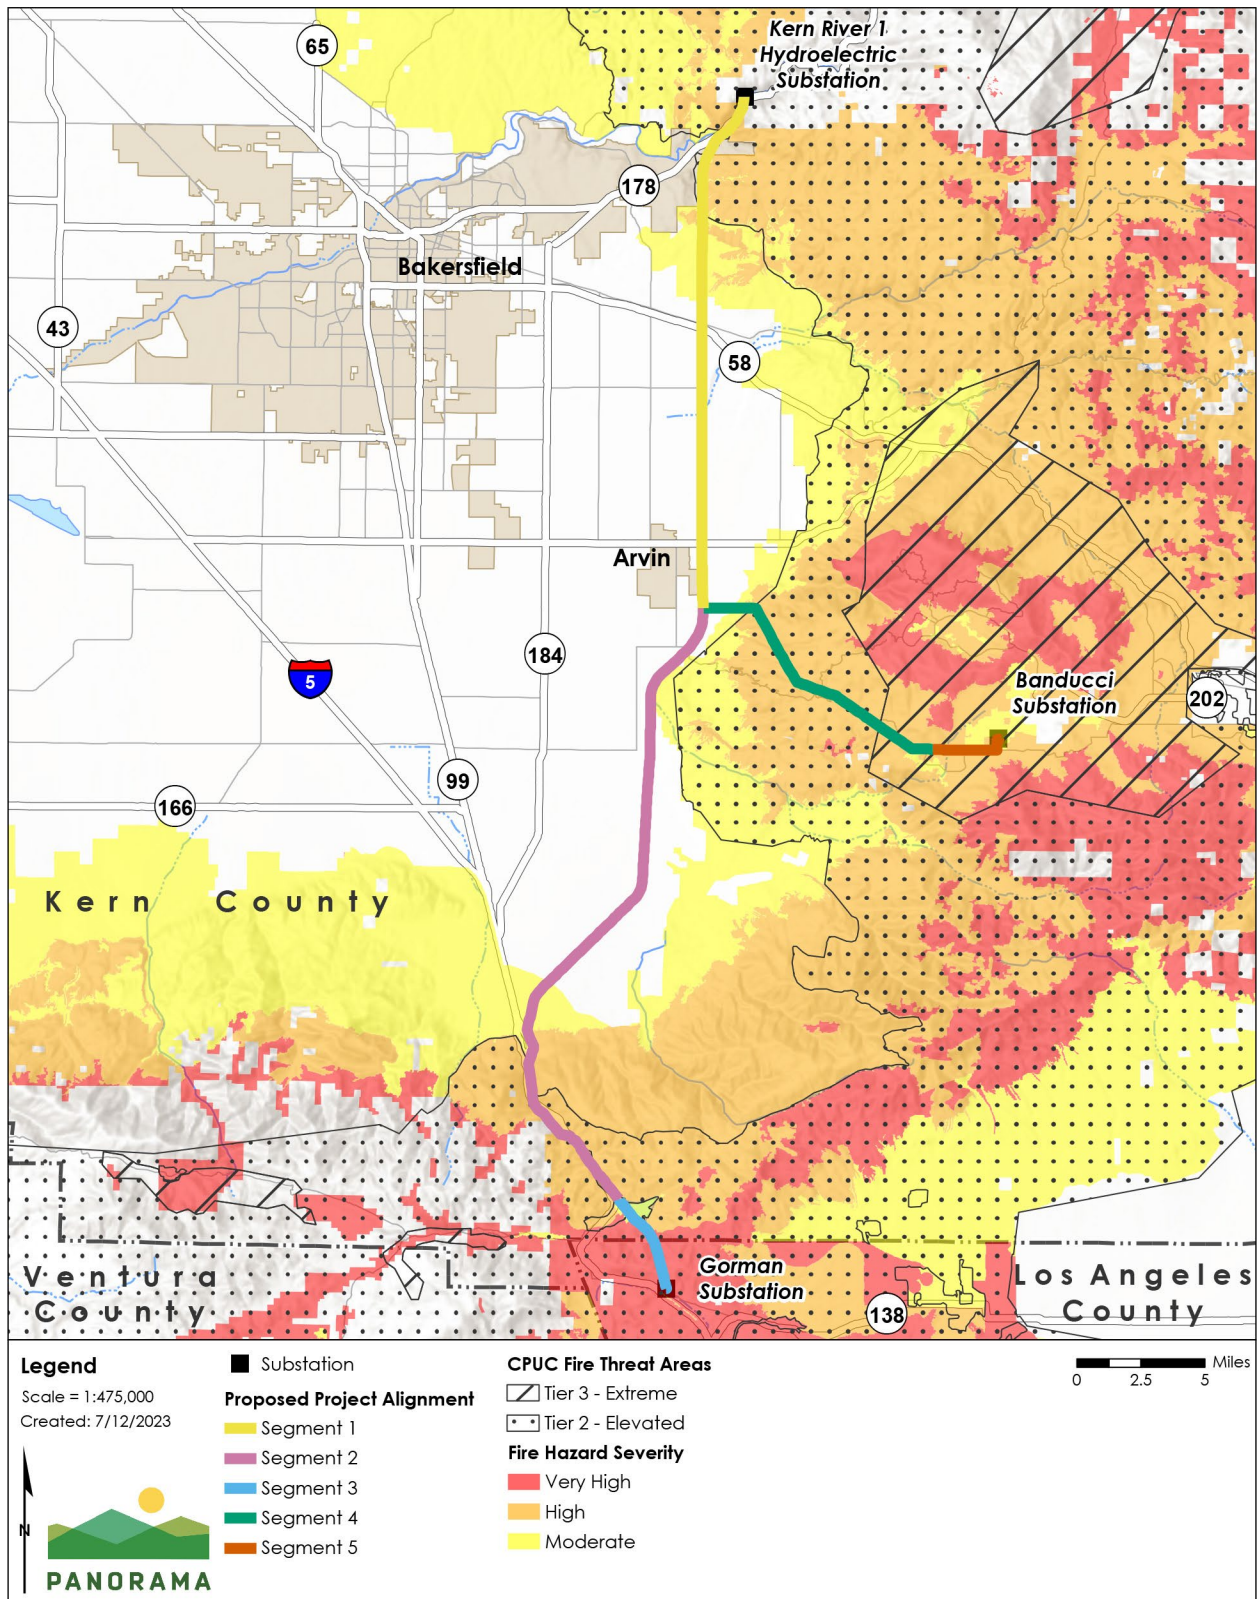 Kern River 1
Hydroelectric
Substation
65
178
Bakersfield
43
58
Arvin
184
5
Banducci
Substation
202
99
166
Kern County
Gorman
Substation
Ventura
County
Los Angeles
County
138
Legend
Scale = 1:475,000
Created: 7/12/2023
N
PANORAMA
Substation
Proposed Project Alignment
Segment 1
Segment 2
Segment 3
Segment 4
Segment 5
CPUC Fire Threat Areas
Tier 3 - Extreme
Tier 2 - Elevated
Fire Hazard Severity
Very High
High
Moderate
Miles
0 2.5 5